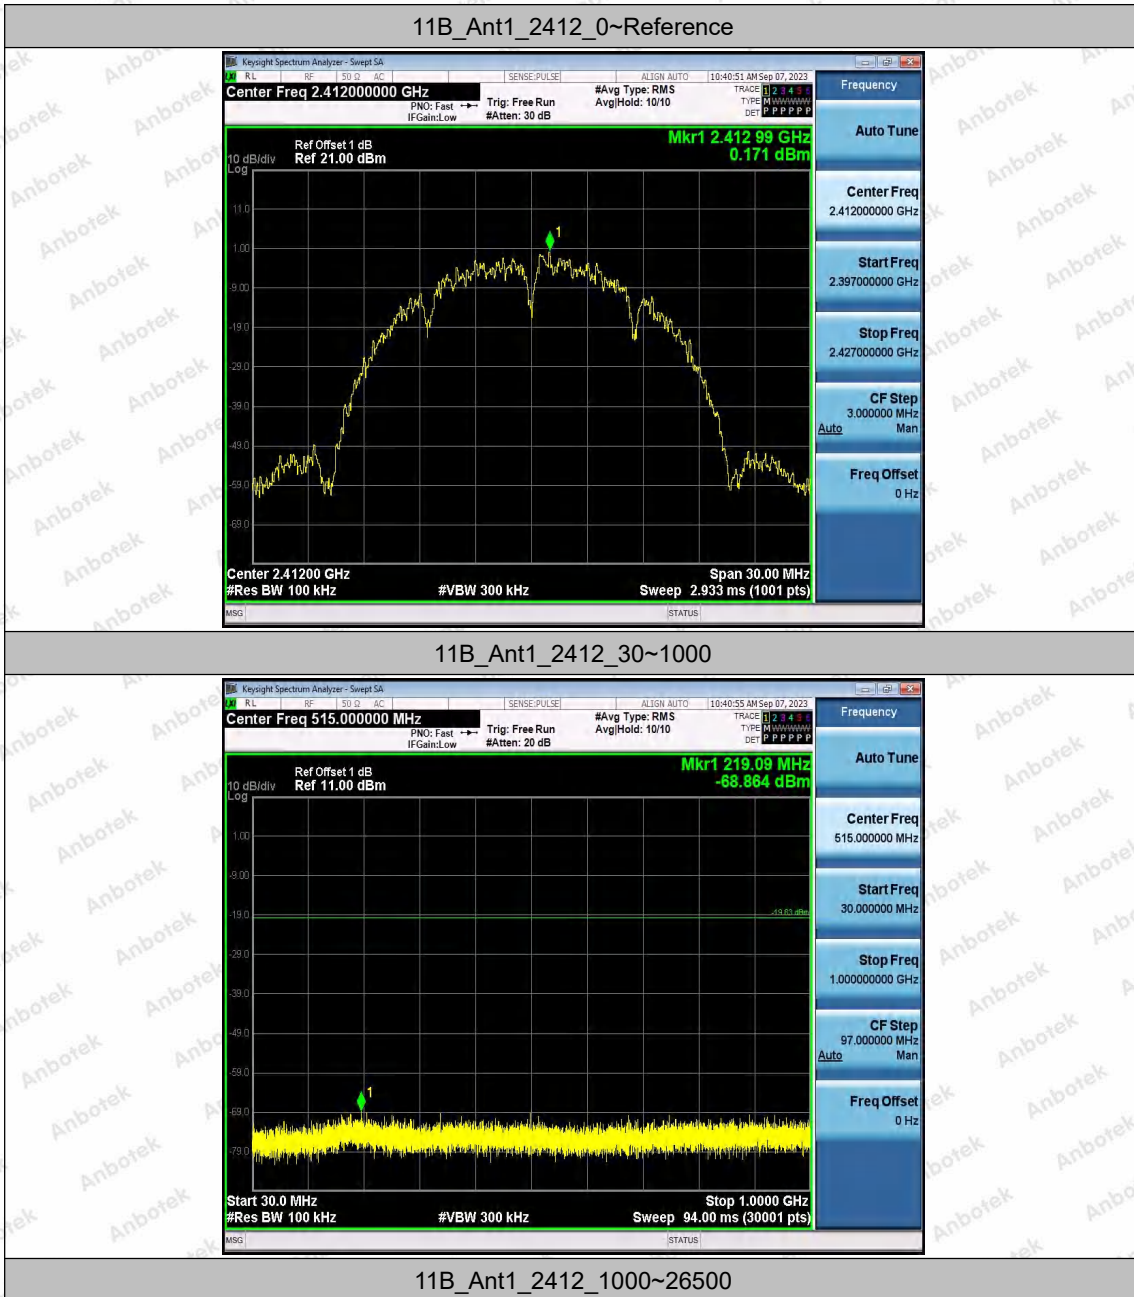 11B_Ant1_2412_0~Reference
Keysight Spectrum Analyzer - Swept SA
RL RF 50 Ω AC SENSE:PULSE ALIGN AUTO 10:40:51 AM Sep 07, 2023
Center Freq 2.412000000 GHz
PNO: Fast
IFGain:Low
Trig: Free Run
#Atten: 30 dB
#Avg Type: RMS
Avg|Hold: 10/10
TRACE 1 2 3 4 5 6
TYPE M W W W W W
DET P P P P P P
Ref Offset 1 dB
10 dB/div Ref 21.00 dBm
Log
Mkr1 2.412 99 GHz
0.171 dBm
11.0
1.00
-9.00
-19.0
-29.0
-39.0
-49.0
-59.0
-69.0
1
Center 2.41200 GHz Span 30.00 MHz
#Res BW 100 kHz #VBW 300 kHz Sweep 2.933 ms (1001 pts)
MSG STATUS
Frequency
Auto Tune
Center Freq
2.412000000 GHz
Start Freq
2.397000000 GHz
Stop Freq
2.427000000 GHz
CF Step
3.000000 MHz
Auto Man
Freq Offset
0 Hz
11B_Ant1_2412_30~1000
Keysight Spectrum Analyzer - Swept SA
RL RF 50 Ω AC SENSE:PULSE ALIGN AUTO 10:40:55 AM Sep 07, 2023
Center Freq 515.000000 MHz
PNO: Fast
IFGain:Low
Trig: Free Run
#Atten: 20 dB
#Avg Type: RMS
Avg|Hold: 10/10
TRACE 1 2 3 4 5 6
TYPE M W W W W W
DET P P P P P P
Ref Offset 1 dB
10 dB/div Ref 11.00 dBm
Log
Mkr1 219.09 MHz
-68.864 dBm
1.00
-9.00
-19.0
-19.83 dBm
-29.0
-39.0
-49.0
-59.0
-69.0
-79.0
1
Start 30.0 MHz Stop 1.0000 GHz
#Res BW 100 kHz #VBW 300 kHz Sweep 94.00 ms (30001 pts)
MSG STATUS
Frequency
Auto Tune
Center Freq
515.000000 MHz
Start Freq
30.000000 MHz
Stop Freq
1.000000000 GHz
CF Step
97.000000 MHz
Auto Man
Freq Offset
0 Hz
11B_Ant1_2412_1000~26500
Anbotek